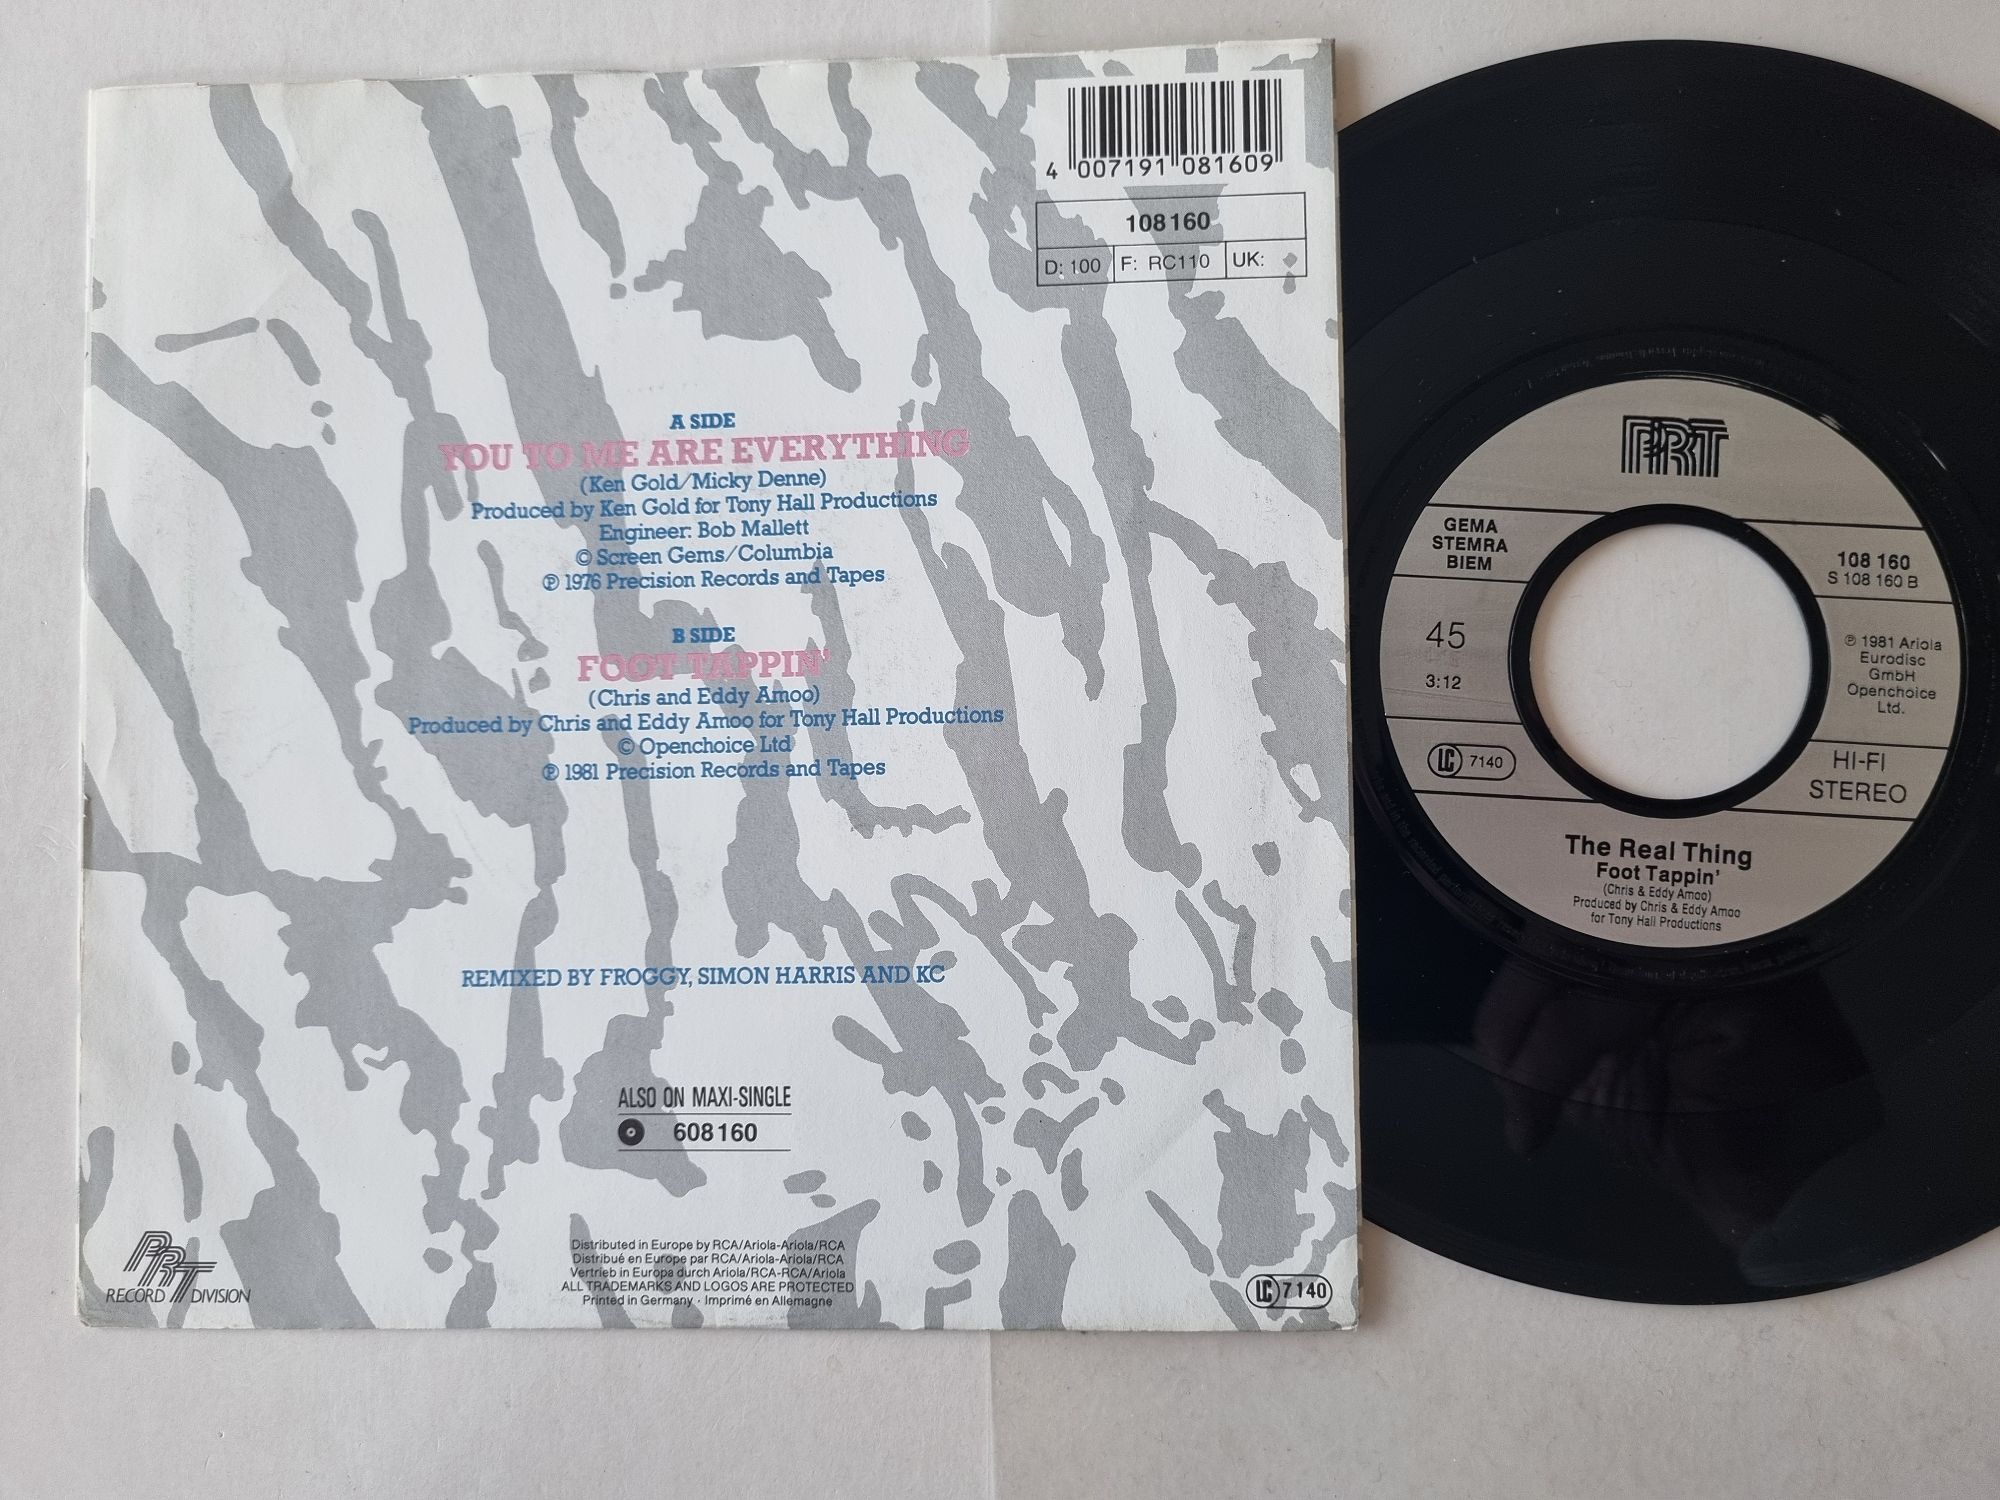 4 007191 081609
108160
D: 100 F: RC110 UK:
A SIDE
YOU TO ME ARE EVERYTHING
(Ken Gold/Micky Denne)
Produced by Ken Gold for Tony Hall Productions
Engineer: Bob Mallett
© Screen Gems/Columbia
℗ 1976 Precision Records and Tapes
B SIDE
FOOT TAPPIN'
(Chris and Eddy Amoo)
Produced by Chris and Eddy Amoo for Tony Hall Productions
© Openchoice Ltd
℗ 1981 Precision Records and Tapes
REMIXED BY FROGGY, SIMON HARRIS AND KC
ALSO ON MAXI-SINGLE
608160
PRT
RECORD DIVISION
Distributed in Europe by RCA/Ariola-Ariola/RCA
Distribué en Europe par RCA/Ariola-Ariola/RCA
Vertrieb in Europa durch Ariola/RCA-RCA/Ariola
ALL TRADEMARKS AND LOGOS ARE PROTECTED
Printed in Germany · Imprimé en Allemagne
LC 7140
PRT
GEMA
STEMRA
BIEM
108 160
S 108 160 B
45
3:12
℗ 1981 Ariola
Eurodisc
GmbH
Openchoice
Ltd.
LC 7140
HI-FI
STEREO
The Real Thing
Foot Tappin'
(Chris & Eddy Amoo)
Produced by Chris & Eddy Amoo
for Tony Hall Productions